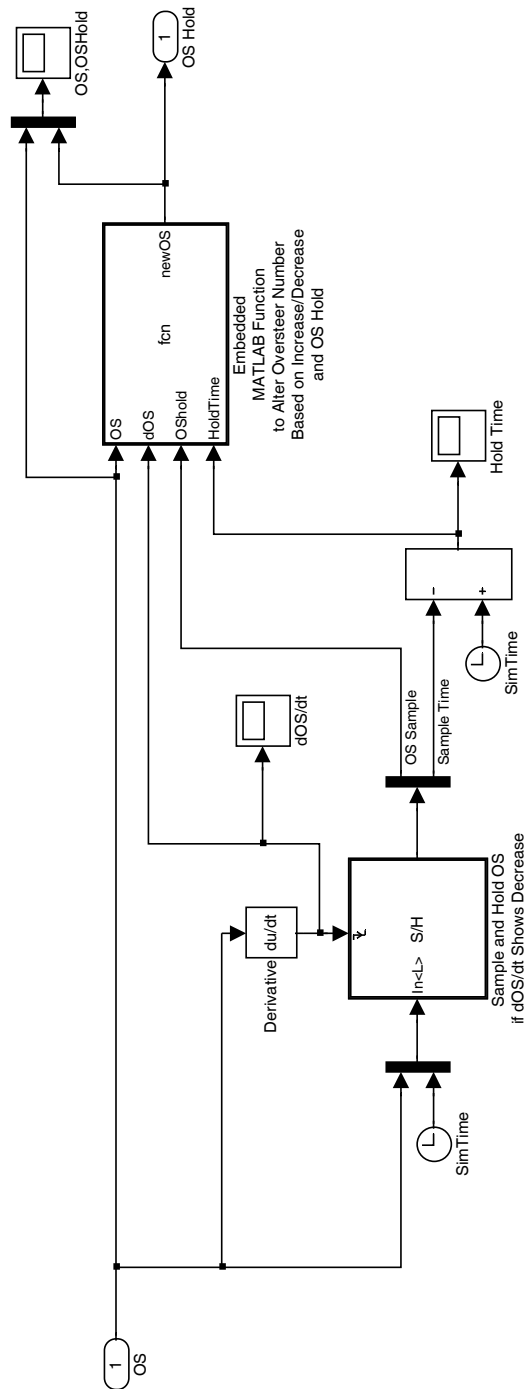 1
OS
SimTime
Derivative
du/dt
In<L>
S/H
Sample and Hold OS
if dOS/dt Shows Decrease
dOS/dt
OS Sample
Sample Time
SimTime
−
+
Hold Time
OS
dOS
OShold
HoldTime
fcn
newOS
Embedded
MATLAB Function
to Alter Oversteer Number
Based on Increase/Decrease
and OS Hold
OS,OSHold
1
OS Hold